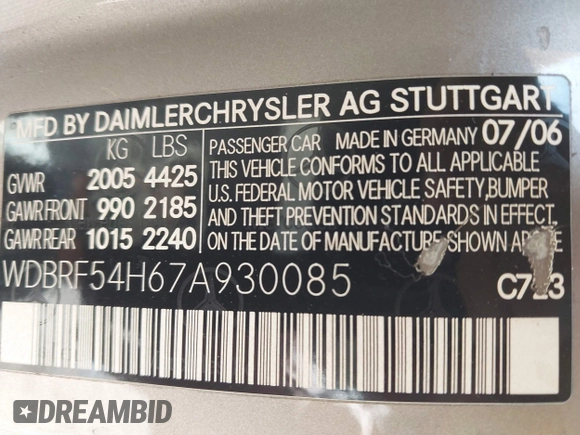 MFD BY DAIMLERCHRYSLER AG STUTTGART
KG LBS
GVWR 2005 4425
GAWR FRONT 990 2185
GAWR REAR 1015 2240
PASSENGER CAR MADE IN GERMANY 07/06
THIS VEHICLE CONFORMS TO ALL APPLICABLE
U.S. FEDERAL MOTOR VEHICLE SAFETY,BUMPER
AND THEFT PREVENTION STANDARDS IN EFFECT
ON THE DATE OF MANUFACTURE SHOWN ABOVE
WDBRF54H67A930085
DREAMBID